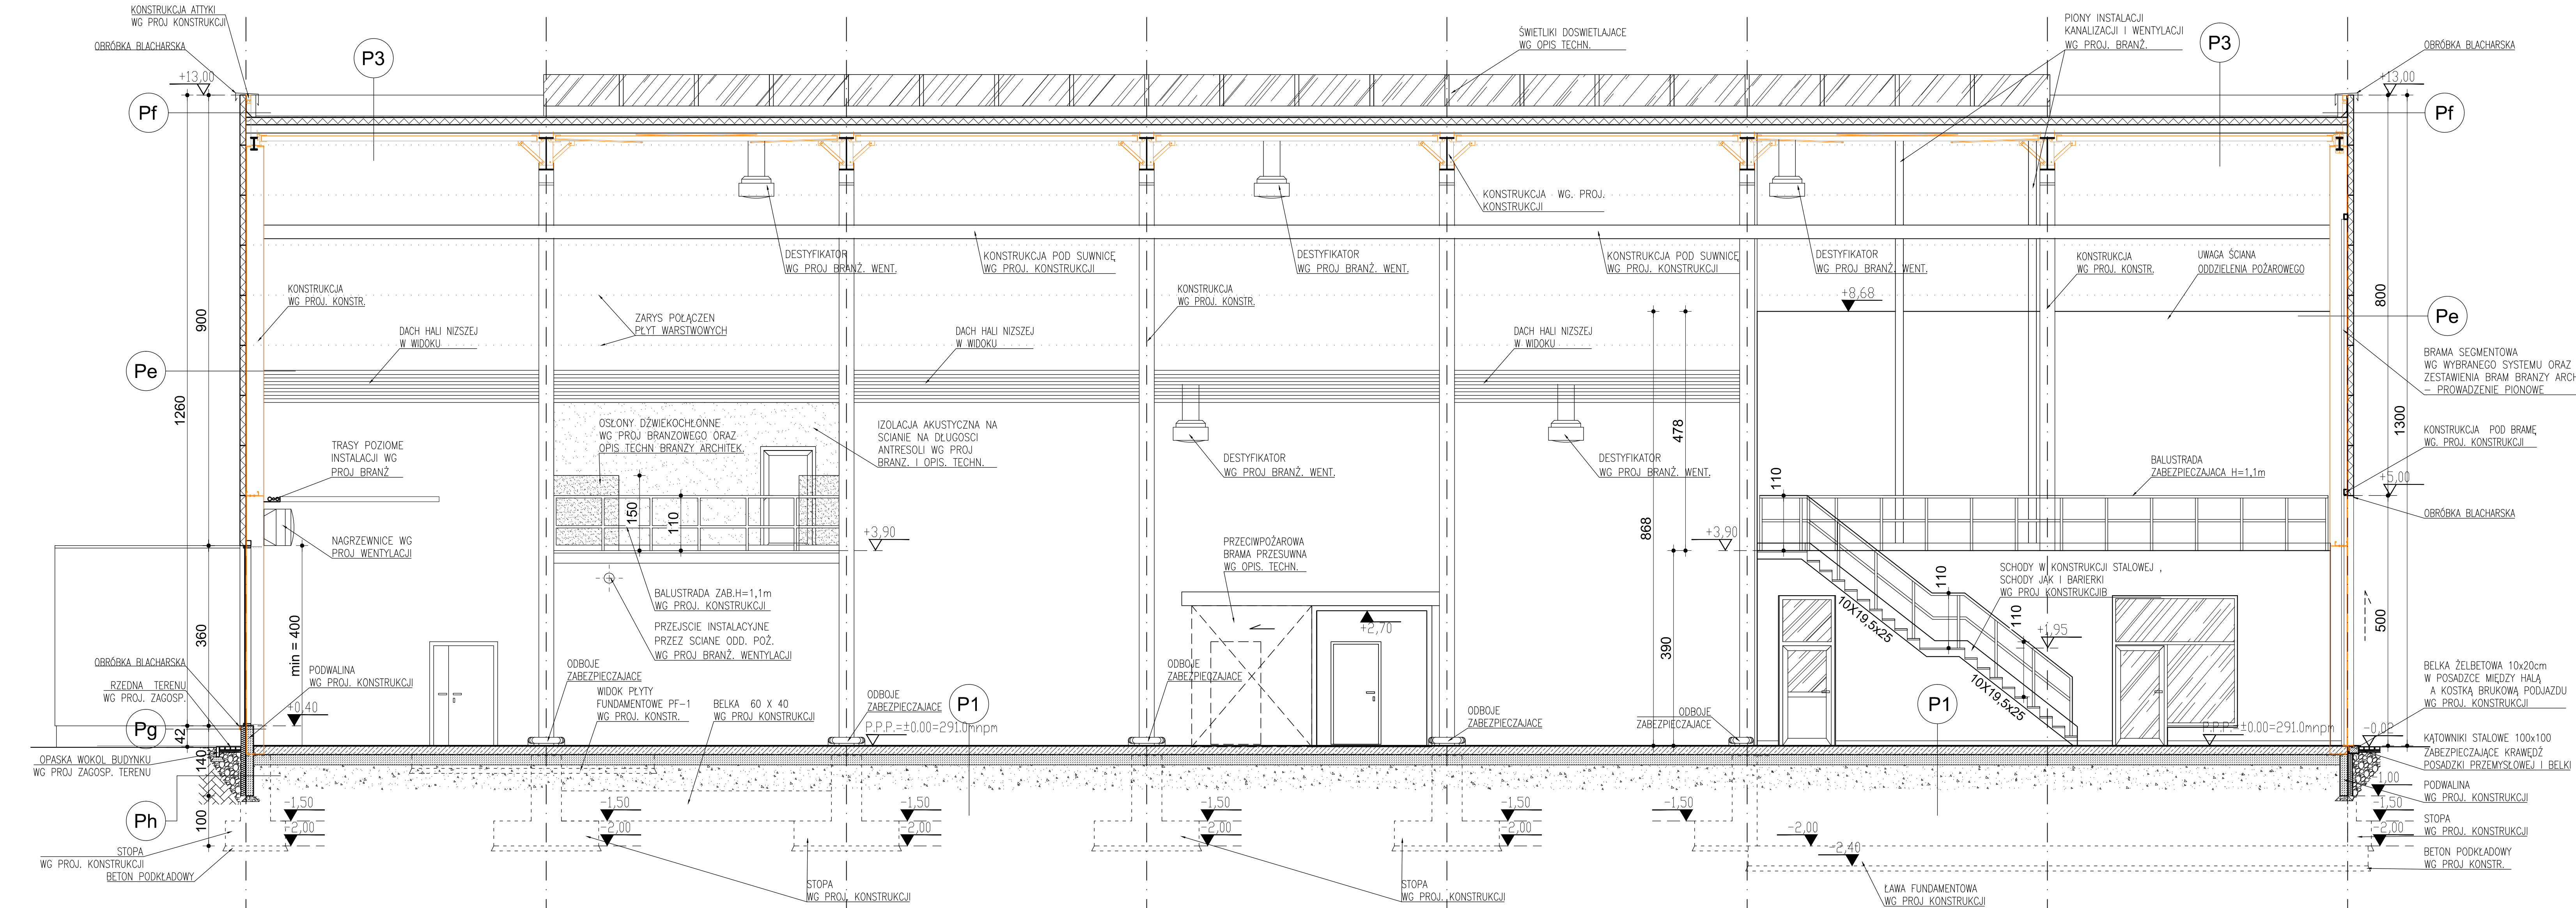 KONSTRUKCJA ATTYKI
WG PROJ KONSTRUKCJI
OBRÓBKA BLACHARSKA
+13,00
P3
Pf
ŚWIETLIKI DOSWIETLAJACE
WG OPIS TECHN.
PIONY INSTALACJI
KANALIZACJI I WENTYLACJI
WG PROJ. BRANŻ.
P3
OBRÓBKA BLACHARSKA
+13,00
Pf
KONSTRUKCJA WG. PROJ.
KONSTRUKCJI
DESTYFIKATOR
WG PROJ BRANŻ. WENT.
KONSTRUKCJA POD SUWNICĘ
WG PROJ. KONSTRUKCJI
DESTYFIKATOR
WG PROJ BRANŻ. WENT.
KONSTRUKCJA POD SUWNICĘ
WG PROJ. KONSTRUKCJI
DESTYFIKATOR
WG PROJ BRANŻ. WENT.
KONSTRUKCJA
WG PROJ. KONSTR.
UWAGA ŚCIANA
ODDZIELENIA POŻAROWEGO
KONSTRUKCJA
WG PROJ. KONSTR.
KONSTRUKCJA
WG PROJ. KONSTR.
+8,68
900
800
ZARYS POŁĄCZEN
PŁYT WARSTWOWYCH
DACH HALI NIZSZEJ
W WIDOKU
DACH HALI NIZSZEJ
W WIDOKU
DACH HALI NIZSZEJ
W WIDOKU
Pe
Pe
BRAMA SEGMENTOWA
WG WYBRANEGO SYSTEMU ORAZ
ZESTAWIENIA BRAM BRANZY ARCH
- PROWADZENIE PIONOWE
1260
1300
478
868
TRASY POZIOME
INSTALACJI WG
PROJ BRANŻ
OSŁONY DŹWIEKOCHŁONNE
WG PROJ BRANZOWEGO ORAZ
OPIS TECHN BRANŻY ARCHITEK.
IZOLACJA AKUSTYCZNA NA
SCIANIE NA DŁUGOSCI
ANTRESOLI WG PROJ
BRANZ. I OPIS. TECHN.
DESTYFIKATOR
WG PROJ BRANŻ. WENT.
DESTYFIKATOR
WG PROJ BRANŻ. WENT.
KONSTRUKCJA POD BRAMĘ
WG. PROJ. KONSTRUKCJI
BALUSTRADA
ZABEZPIECZAJACA H=1,1m
+5,00
OBRÓBKA BLACHARSKA
150
110
110
NAGRZEWNICE WG
PROJ WENTYLACJI
+3,90
+3,90
PRZECIWPOŻAROWA
BRAMA PRZESUWNA
WG OPIS. TECHN.
SCHODY W KONSTRUKCJI STALOWEJ ,
SCHODY JAK I BARIERKI
WG PROJ KONSTRUKCJIB
110
110
10X19,5x25
10X19,5x25
+1,95
BALUSTRADA ZAB.H=1,1m
WG PROJ. KONSTRUKCJI
PRZEJSCIE INSTALACYJNE
PRZEZ SCIANE ODD. POŻ.
WG PROJ BRANŻ. WENTYLACJI
+2,70
360
min = 400
390
500
OBRÓBKA BLACHARSKA
RZEDNA TERENU
WG PROJ. ZAGOSP.
PODWALINA
WG PROJ. KONSTRUKCJI
+0,40
ODBOJE
ZABEZPIECZAJACE
WIDOK PŁYTY
FUNDAMENTOWE PF-1
WG PROJ. KONSTR.
BELKA 60 X 40
WG PROJ KONSTRUKCJI
ODBOJE
ZABEZPIECZAJACE
P.P.P.=±0.00=291.0mnpm
P1
ODBOJE
ZABEZPIECZAJACE
ODBOJE
ZABEZPIECZAJACE
ODBOJE
ZABEZPIECZAJACE
P1
P.P.P.=±0.00=291.0mnpm
-0.02
BELKA ŻELBETOWA 10x20cm
W POSADZCE MIĘDZY HALĄ
A KOSTKĄ BRUKOWĄ PODJAZDU
WG PROJ. KONSTRUKCJI
KĄTOWNIKI STALOWE 100x100
ZABEZPIECZAJĄCE KRAWĘDŹ
POSADZKI PRZEMYSŁOWEJ I BELKI
Pg
42
140
100
OPASKA WOKOL BUDYNKU
WG PROJ ZAGOSP. TERENU
Ph
-1,00
PODWALINA
WG PROJ. KONSTRUKCJI
-1,50
-1,50
-1,50
-1,50
-1,50
-1,50
-1,50
-2,00
-2,00
-2,00
-2,00
-2,00
-2,00
-2,00
-2,40
STOPA
WG PROJ. KONSTRUKCJI
STOPA
WG PROJ. KONSTRUKCJI
BETON PODKŁADOWY
BETON PODKŁADOWY
WG PROJ KONSTR.
STOPA
WG PROJ. KONSTRUKCJI
STOPA
WG PROJ. KONSTRUKCJI
ŁAWA FUNDAMENTOWA
WG PROJ KONSTRUKCJI